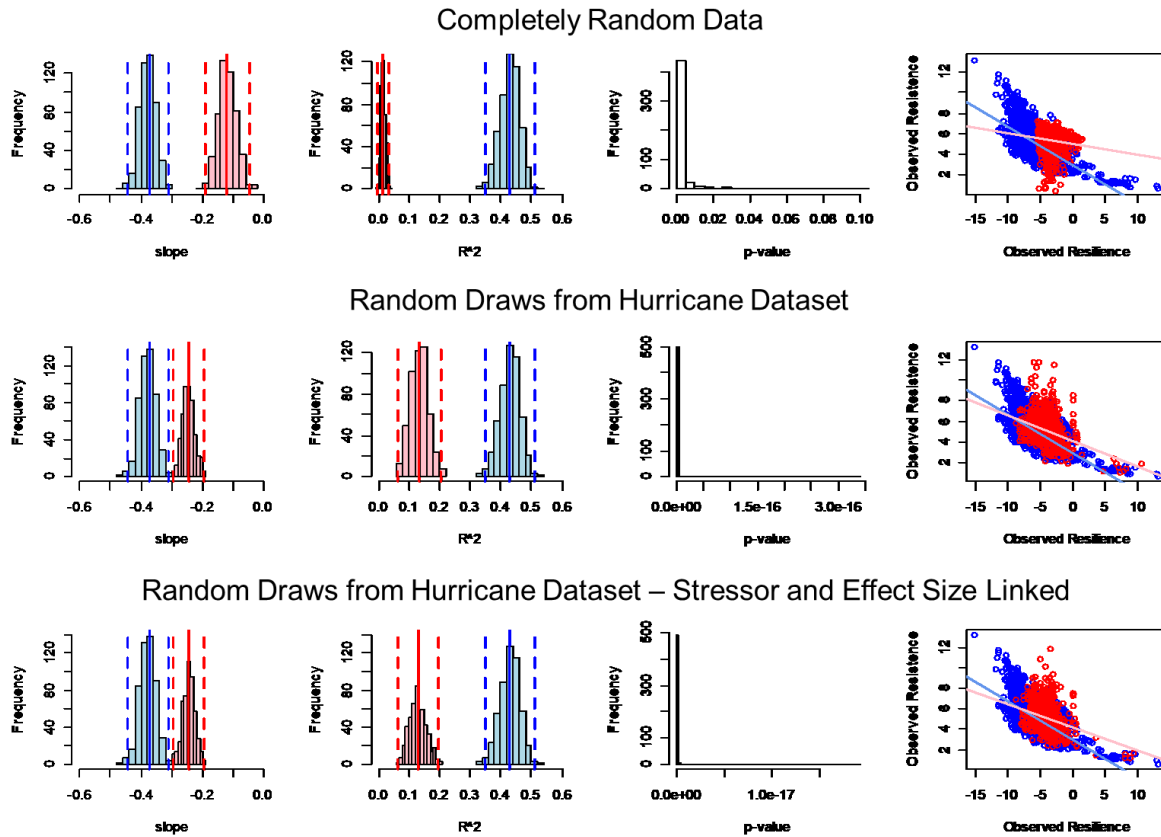 Completely Random Data
Frequency
0 40 80 120
-0.6 -0.4 -0.2 0.0
slope
Frequency
0 40 80 120
0.0 0.1 0.2 0.3 0.4 0.5 0.6
R^2
Frequency
0 100 300
0.00 0.02 0.04 0.06 0.08 0.10
p-value
Observed Resistence
2 4 6 8 12
-15 -10 -5 0 5 10
Observed Resilience
Random Draws from Hurricane Dataset
Frequency
0 40 80 120
-0.6 -0.4 -0.2 0.0
slope
Frequency
0 40 80 120
0.0 0.1 0.2 0.3 0.4 0.5 0.6
R^2
Frequency
0 100 300 500
0.0e+00 1.5e-16 3.0e-16
p-value
Observed Resistence
2 4 6 8 12
-15 -10 -5 0 5 10
Observed Resilience
Random Draws from Hurricane Dataset – Stressor and Effect Size Linked
Frequency
0 40 80 120
-0.6 -0.4 -0.2 0.0
slope
Frequency
0 40 80 120
0.0 0.1 0.2 0.3 0.4 0.5 0.6
R^2
Frequency
0 100 300 500
0.0e+00 1.0e-17
p-value
Observed Resistence
2 4 6 8 12
-15 -10 -5 0 5 10
Observed Resilience